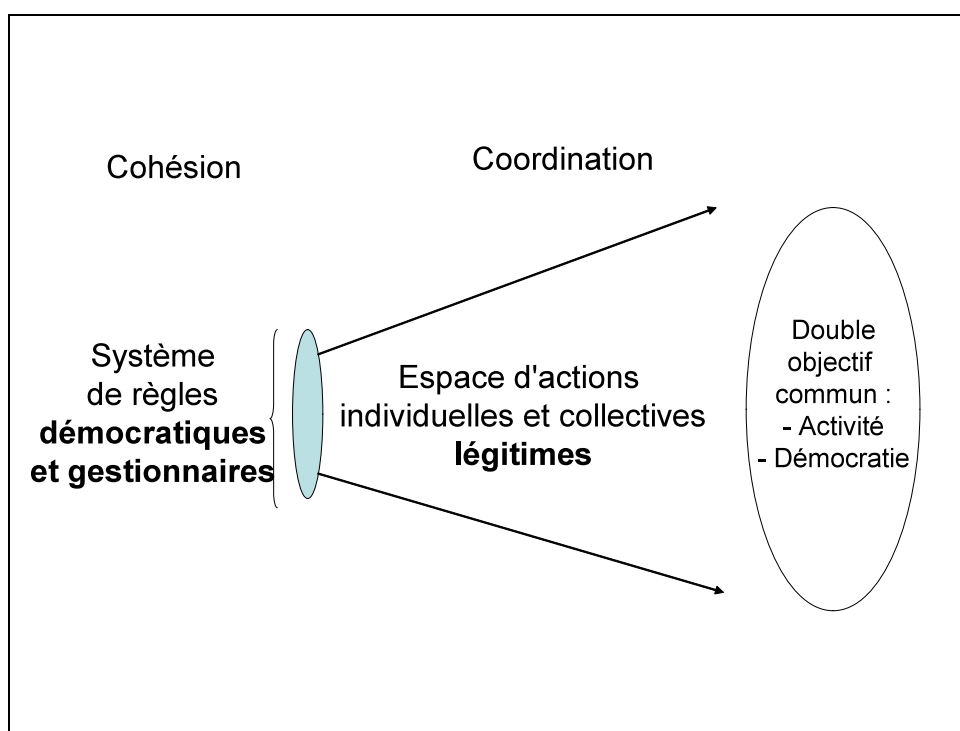 Cohésion
Coordination
Système
de règles
démocratiques
et gestionnaires
Espace d'actions
individuelles et collectives
légitimes
Double
objectif
commun :
- Activité
- Démocratie